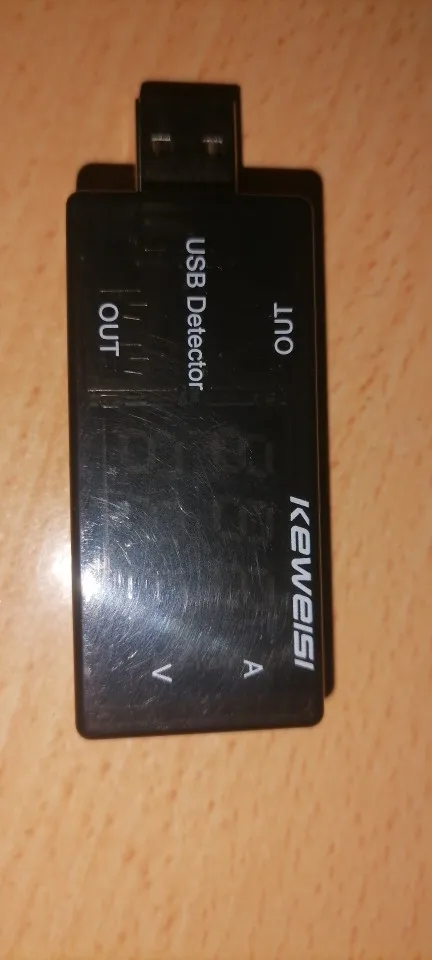 KEWEISI
OUT
A
USB Detector
V
OUT